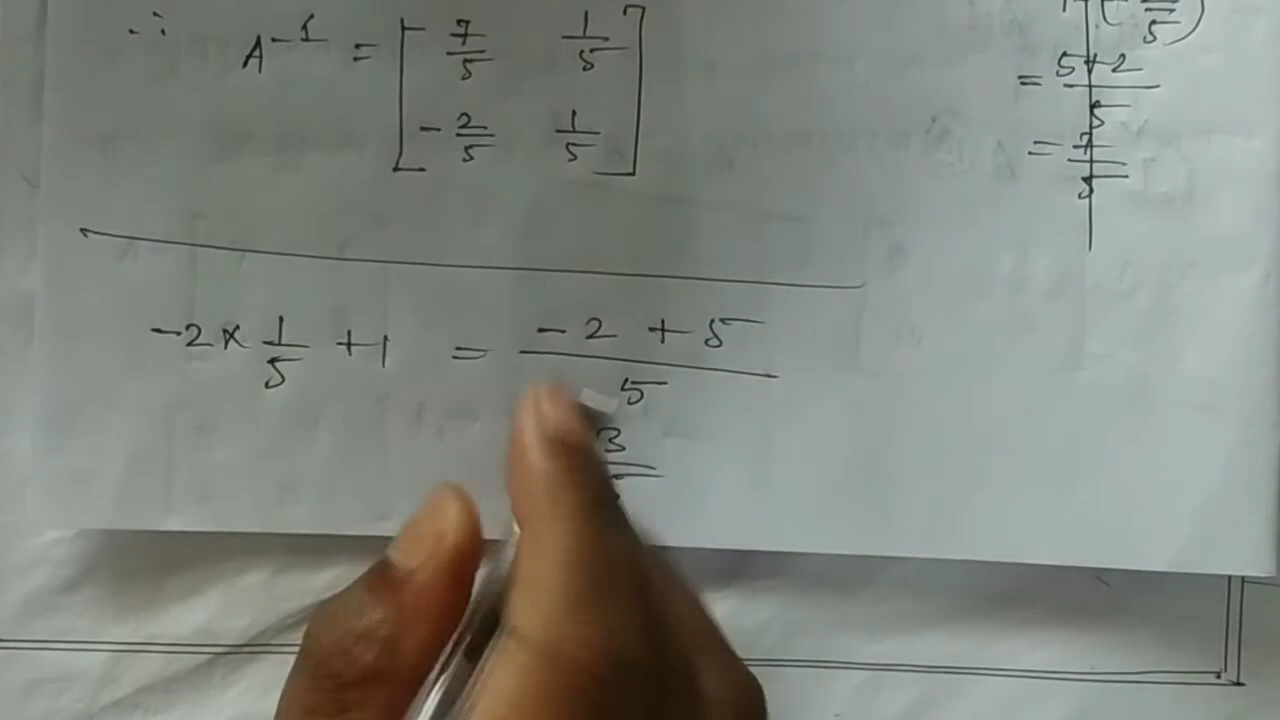 ∴ A⁻¹ = [ 7/5 1/5
-2/5 1/5 ]
-2 × 1/5 + 1 = (-2 + 5)/5
3
= (5+2)/5
= 7/5